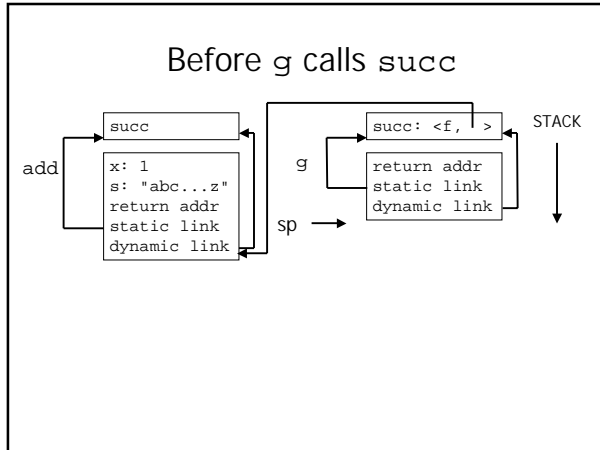 Before g calls succ
succ
add
x: 1
s: "abc...z"
return addr
static link
dynamic link
succ: <f, >
g
return addr
static link
dynamic link
sp
STACK